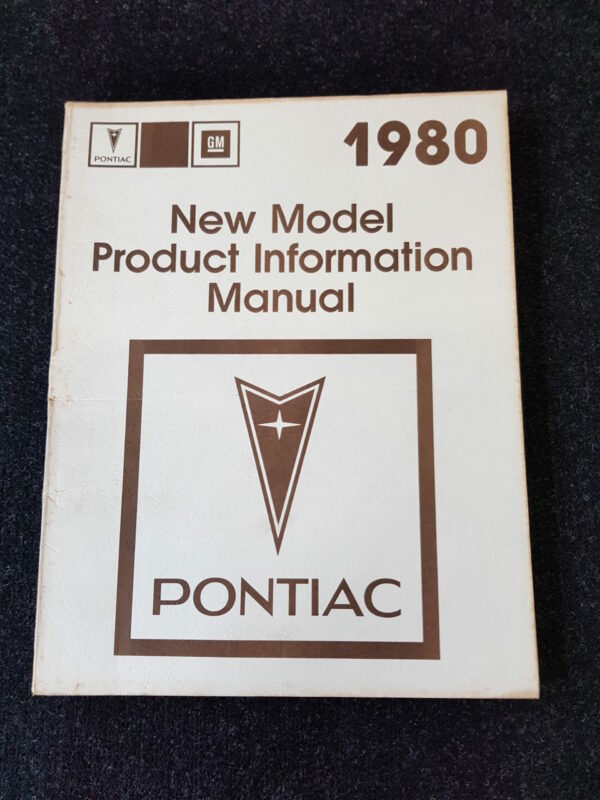 PONTIAC
GM
1980
New Model
Product Information
Manual
PONTIAC